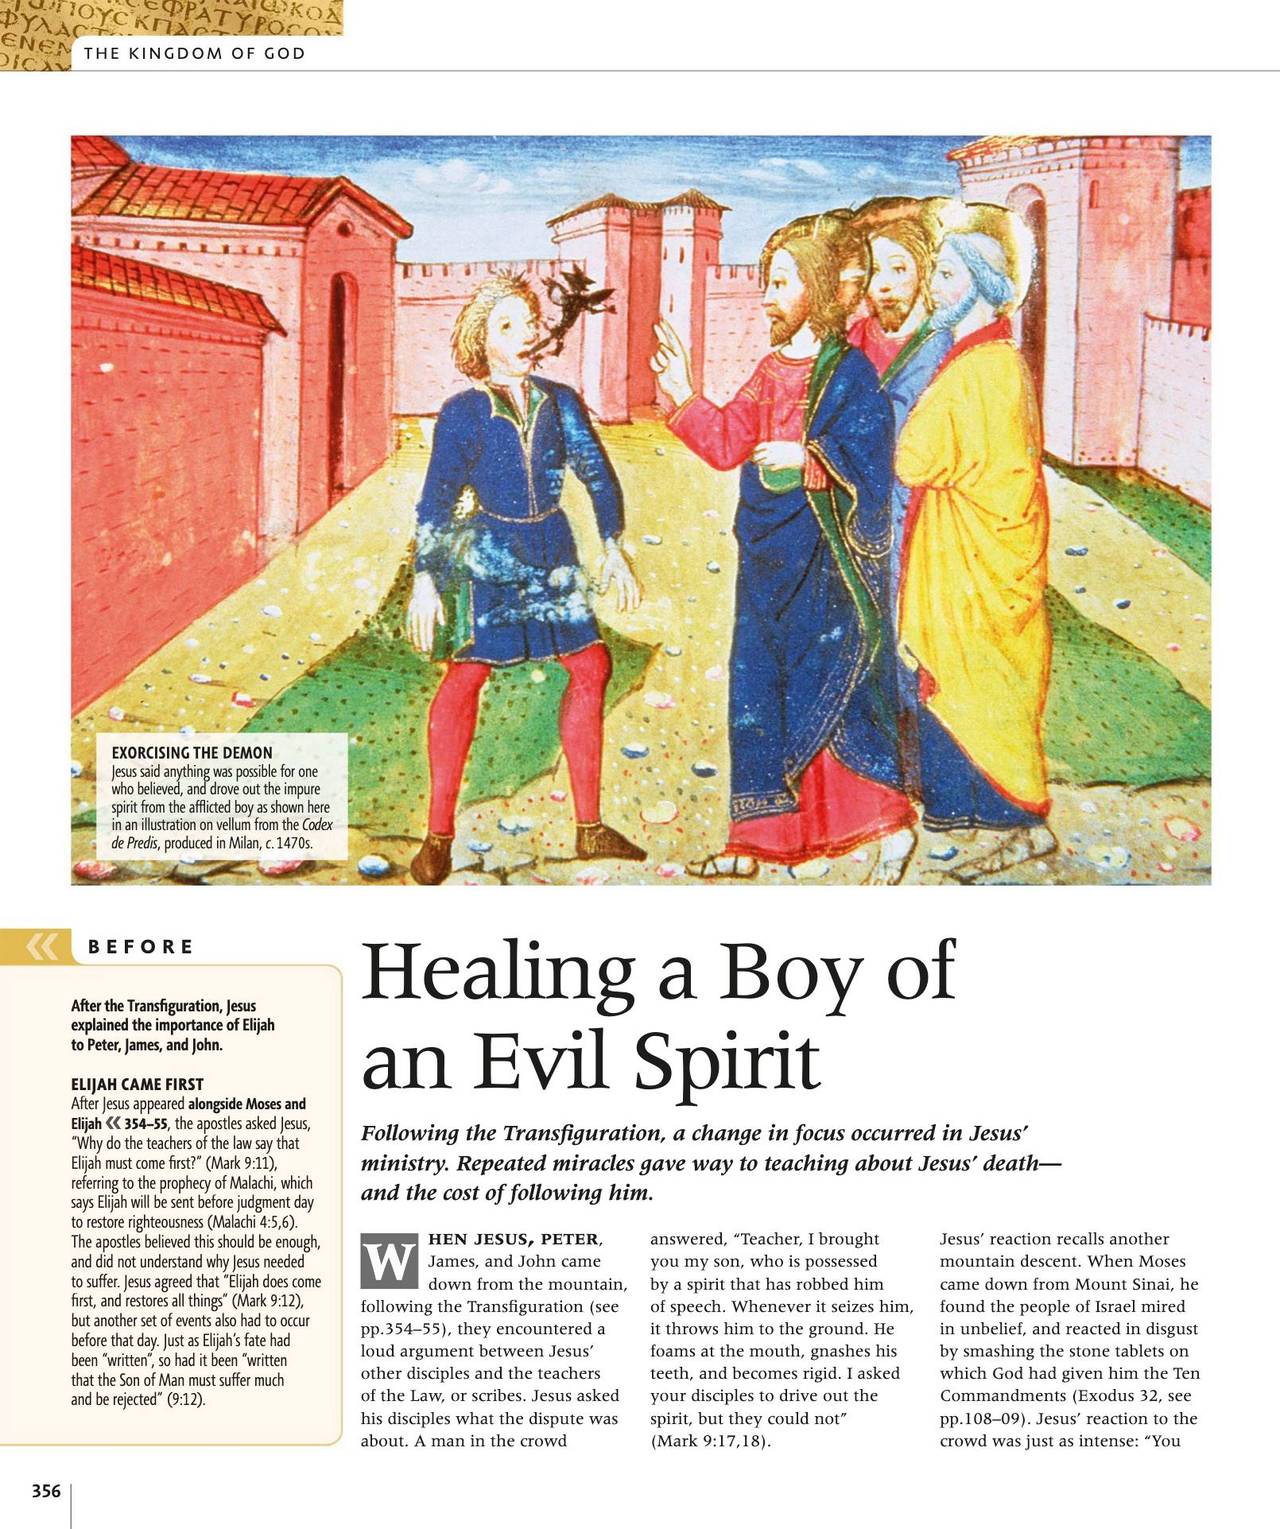 THE KINGDOM OF GOD
EXORCISING THE DEMON
Jesus said anything was possible for one
who believed, and drove out the impure
spirit from the afflicted boy as shown here
in an illustration on vellum from the Codex
de Predis, produced in Milan, c. 1470s.
« BEFORE
After the Transfiguration, Jesus
explained the importance of Elijah
to Peter, James, and John.
ELIJAH CAME FIRST
After Jesus appeared alongside Moses and
Elijah « 354–55, the apostles asked Jesus,
“Why do the teachers of the law say that
Elijah must come first?” (Mark 9:11),
referring to the prophecy of Malachi, which
says Elijah will be sent before judgment day
to restore righteousness (Malachi 4:5,6).
The apostles believed this should be enough,
and did not understand why Jesus needed
to suffer. Jesus agreed that “Elijah does come
first, and restores all things” (Mark 9:12),
but another set of events also had to occur
before that day. Just as Elijah’s fate had
been “written”, so had it been “written
that the Son of Man must suffer much
and be rejected” (9:12).
Healing a Boy of
an Evil Spirit
Following the Transfiguration, a change in focus occurred in Jesus’
ministry. Repeated miracles gave way to teaching about Jesus’ death—
and the cost of following him.
WHEN JESUS, PETER,
James, and John came
down from the mountain,
following the Transfiguration (see
pp.354–55), they encountered a
loud argument between Jesus’
other disciples and the teachers
of the Law, or scribes. Jesus asked
his disciples what the dispute was
about. A man in the crowd
answered, “Teacher, I brought
you my son, who is possessed
by a spirit that has robbed him
of speech. Whenever it seizes him,
it throws him to the ground. He
foams at the mouth, gnashes his
teeth, and becomes rigid. I asked
your disciples to drive out the
spirit, but they could not”
(Mark 9:17,18).
Jesus’ reaction recalls another
mountain descent. When Moses
came down from Mount Sinai, he
found the people of Israel mired
in unbelief, and reacted in disgust
by smashing the stone tablets on
which God had given him the Ten
Commandments (Exodus 32, see
pp.108–09). Jesus’ reaction to the
crowd was just as intense: “You
356